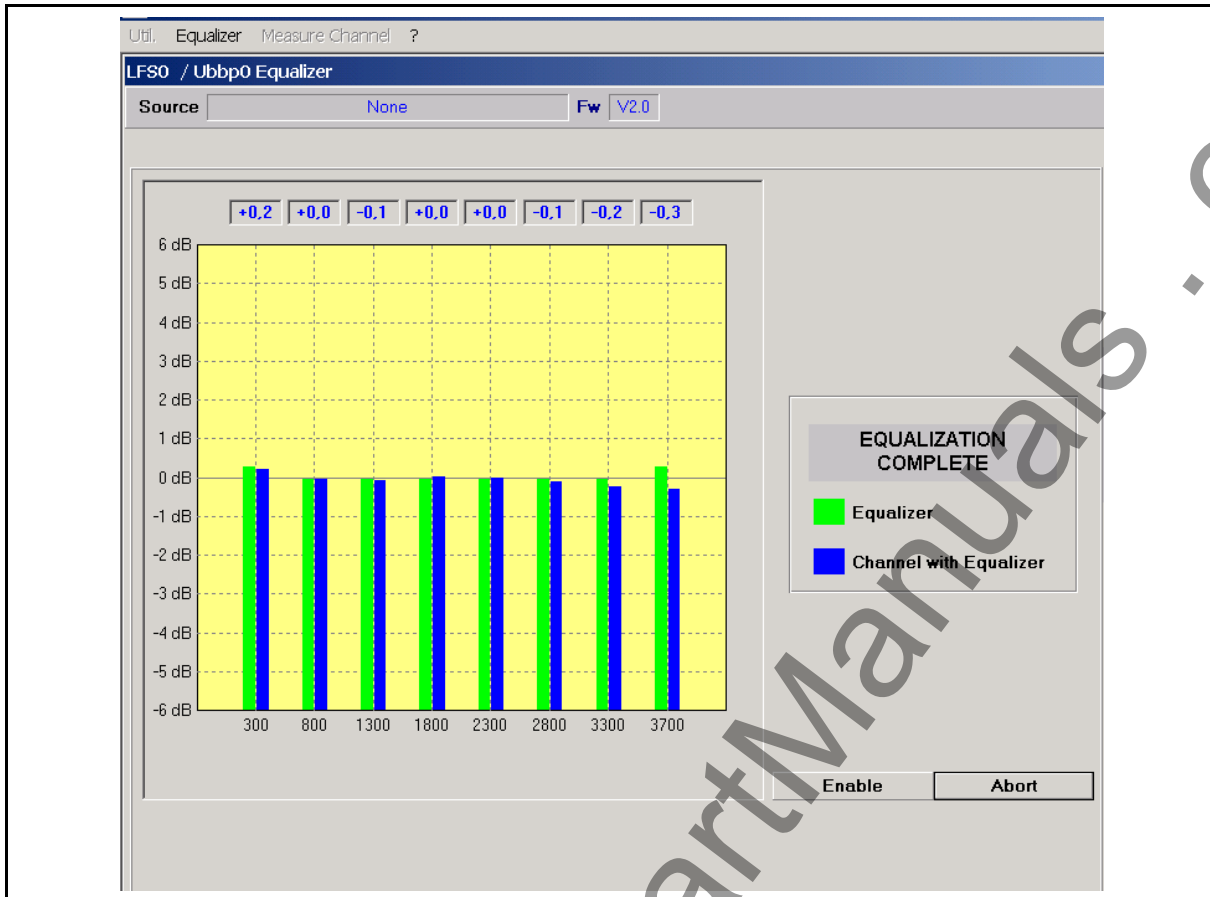 Util. Equalizer Measure Channel ?
LFS0 / Ubbp0 Equalizer
Source None Fw V2.0
+0,2 +0,0 -0,1 +0,0 +0,0 -0,1 -0,2 -0,3
6 dB
5 dB
4 dB
3 dB
2 dB
1 dB
0 dB
-1 dB
-2 dB
-3 dB
-4 dB
-5 dB
-6 dB
300 800 1300 1800 2300 2800 3300 3700
EQUALIZATION
COMPLETE
Equalizer
Channel with Equalizer
Enable Abort
artManuals .